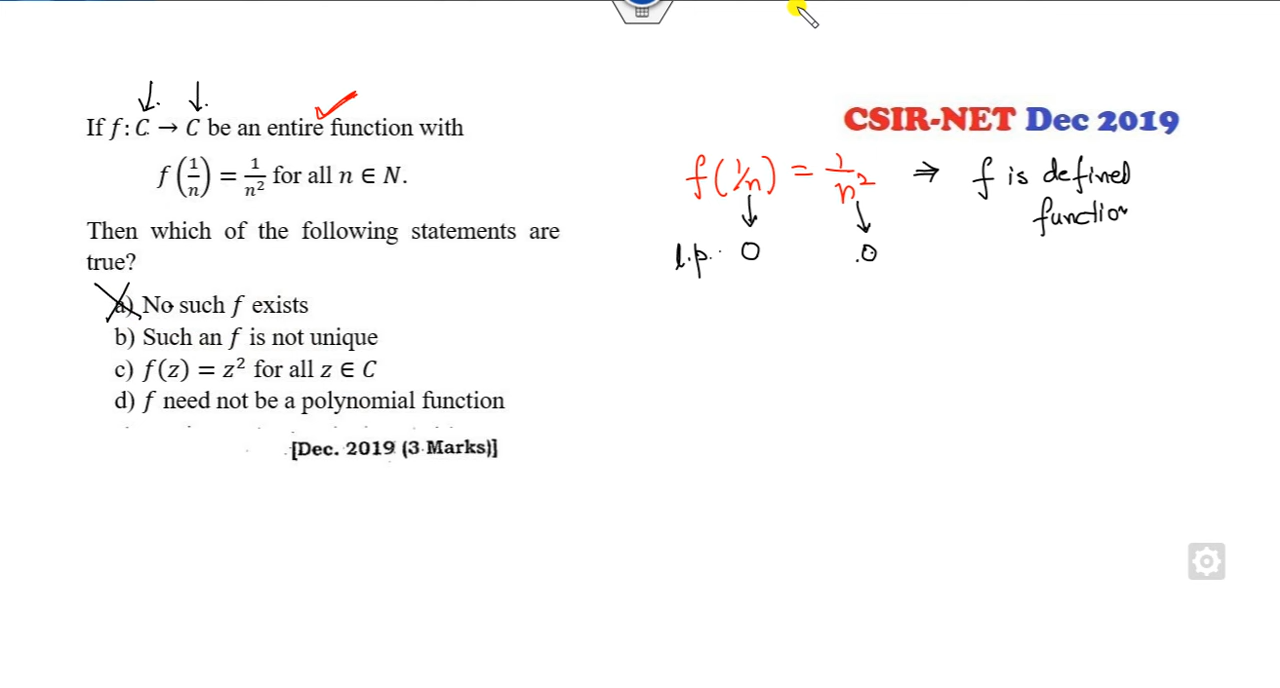 If f: C → C be an entire function with
f(1/n) = 1/n² for all n ∈ N.
Then which of the following statements are
true?
a) No such f exists
b) Such an f is not unique
c) f(z) = z² for all z ∈ C
d) f need not be a polynomial function
[Dec. 2019 (3 Marks)]
CSIR-NET Dec 2019
f(1/n) = 1/n² ⇒ f is defined
function
l.p. 0 0